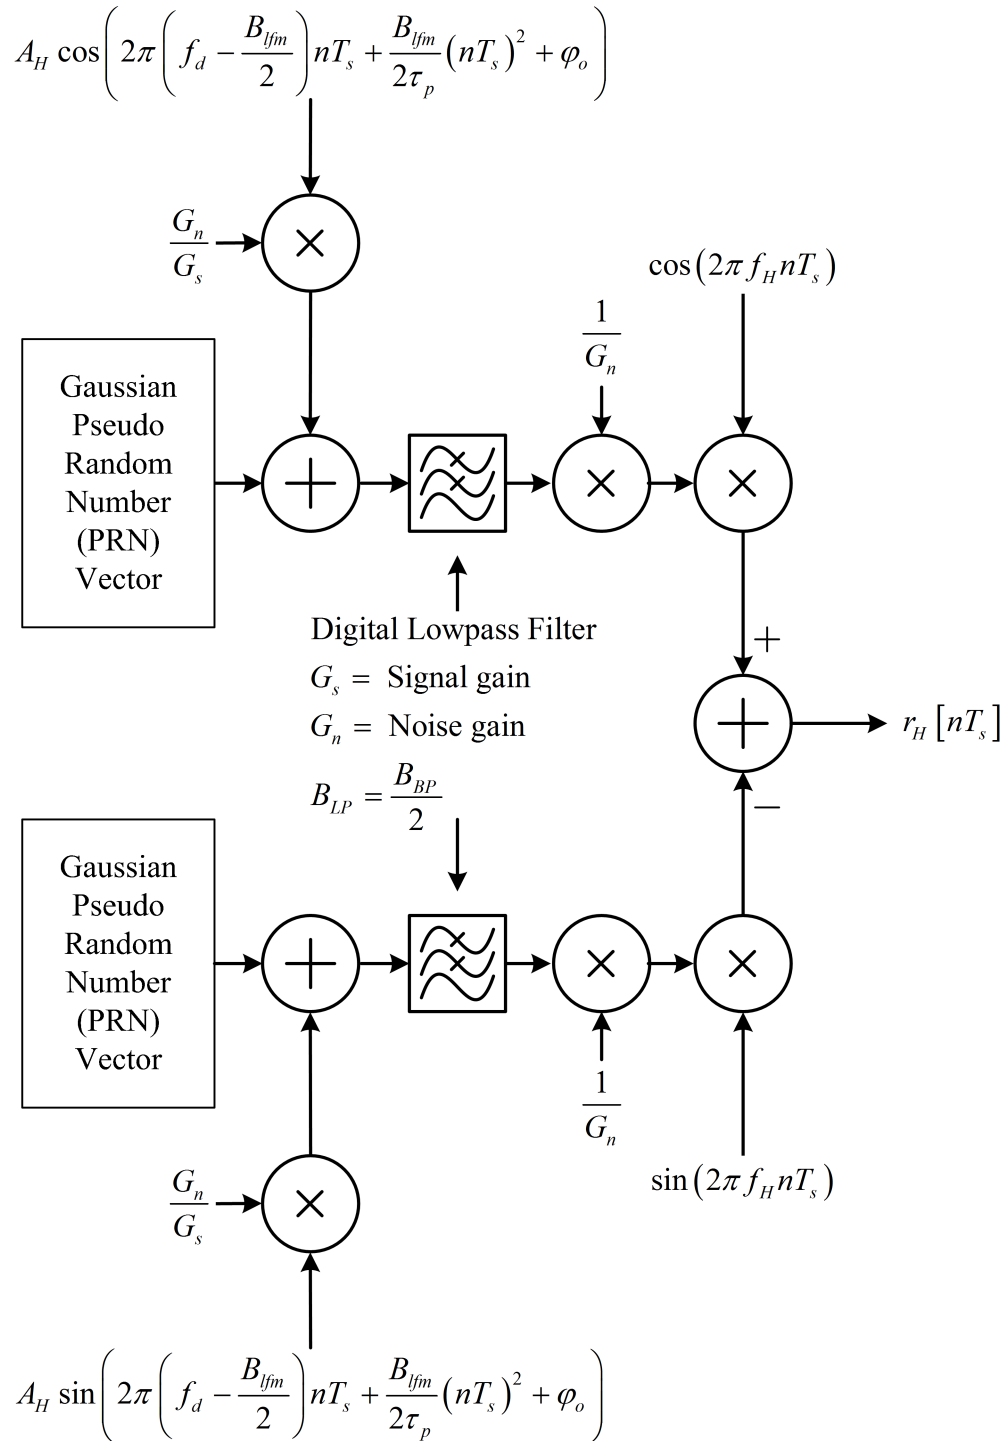 A_H cos(2π(f_d − B_lfm/2)nT_s + B_lfm/2τ_p (nT_s)^2 + φ_o)
G_n/G_s
cos(2πf_H nT_s)
1/G_n
Gaussian
Pseudo
Random
Number
(PRN)
Vector
Digital Lowpass Filter
G_s = Signal gain
G_n = Noise gain
B_LP = B_BP/2
+
r_H[nT_s]
−
Gaussian
Pseudo
Random
Number
(PRN)
Vector
1/G_n
G_n/G_s
sin(2πf_H nT_s)
A_H sin(2π(f_d − B_lfm/2)nT_s + B_lfm/2τ_p (nT_s)^2 + φ_o)